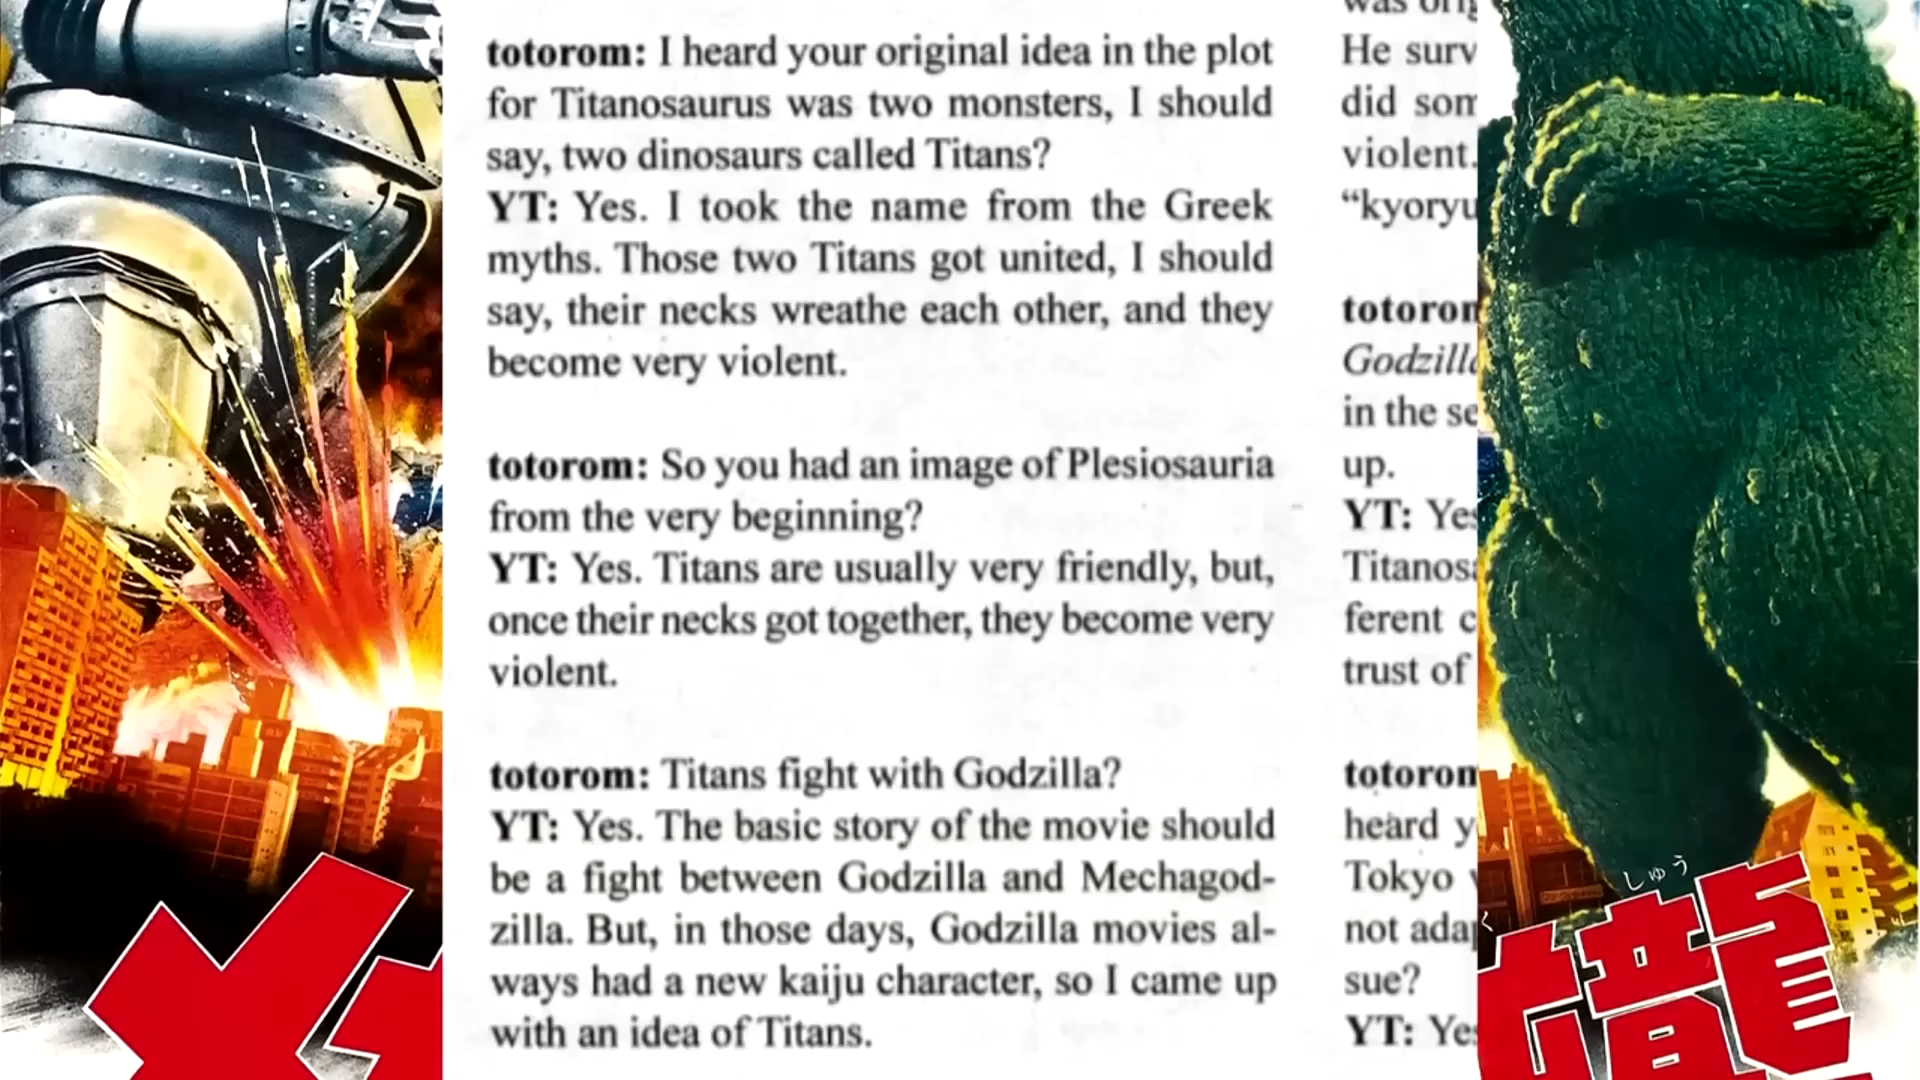 totorom: I heard your original idea in the plot
for Titanosaurus was two monsters, I should
say, two dinosaurs called Titans?
YT: Yes. I took the name from the Greek
myths. Those two Titans got united, I should
say, their necks wreathe each other, and they
become very violent.
totorom: So you had an image of Plesiosauria
from the very beginning?
YT: Yes. Titans are usually very friendly, but,
once their necks got together, they become very
violent.
totorom: Titans fight with Godzilla?
YT: Yes. The basic story of the movie should
be a fight between Godzilla and Mechagod-
zilla. But, in those days, Godzilla movies al-
ways had a new kaiju character, so I came up
with an idea of Titans.
He surv
did som
violent.
“kyoryu
totorom
Godzilla
in the se
up.
YT: Yes
Titanosa
ferent c
trust of
totorom
heard y
Tokyo
not adap
sue?
YT: Yes
しゅう
龍